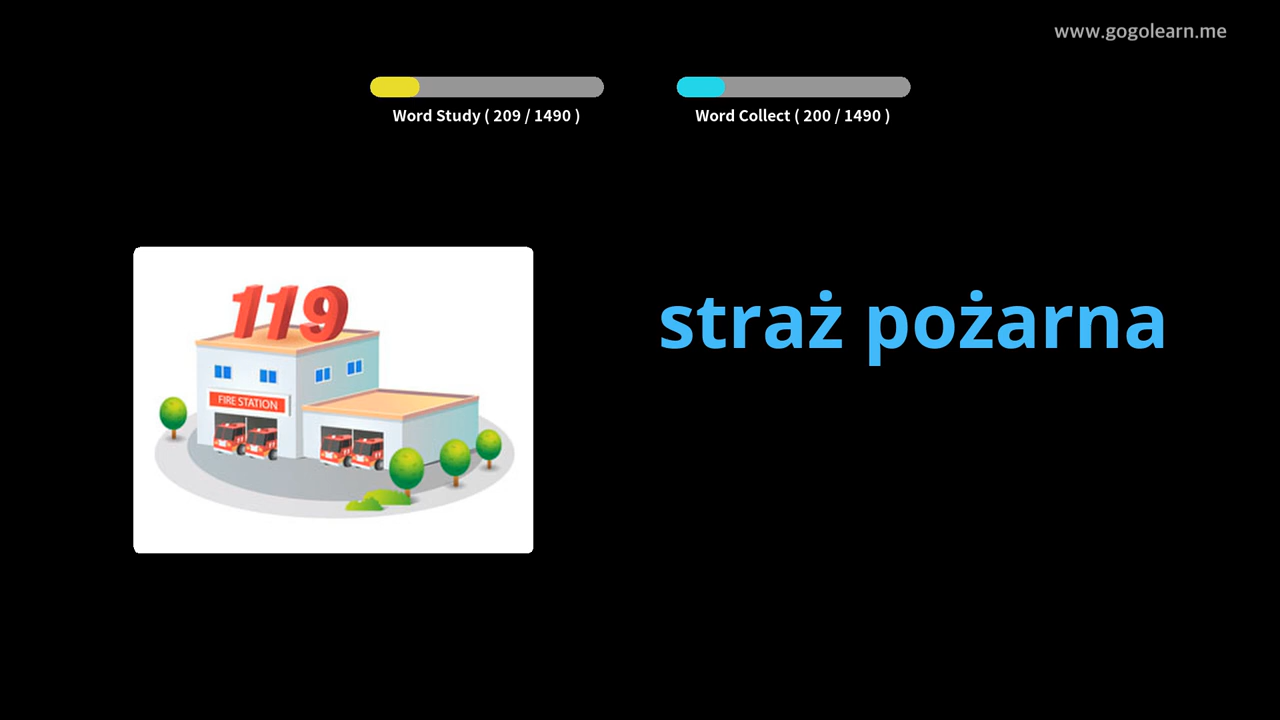 www.gogolearn.me
Word Study ( 209 / 1490 )
Word Collect ( 200 / 1490 )
119
FIRE STATION
straż pożarna